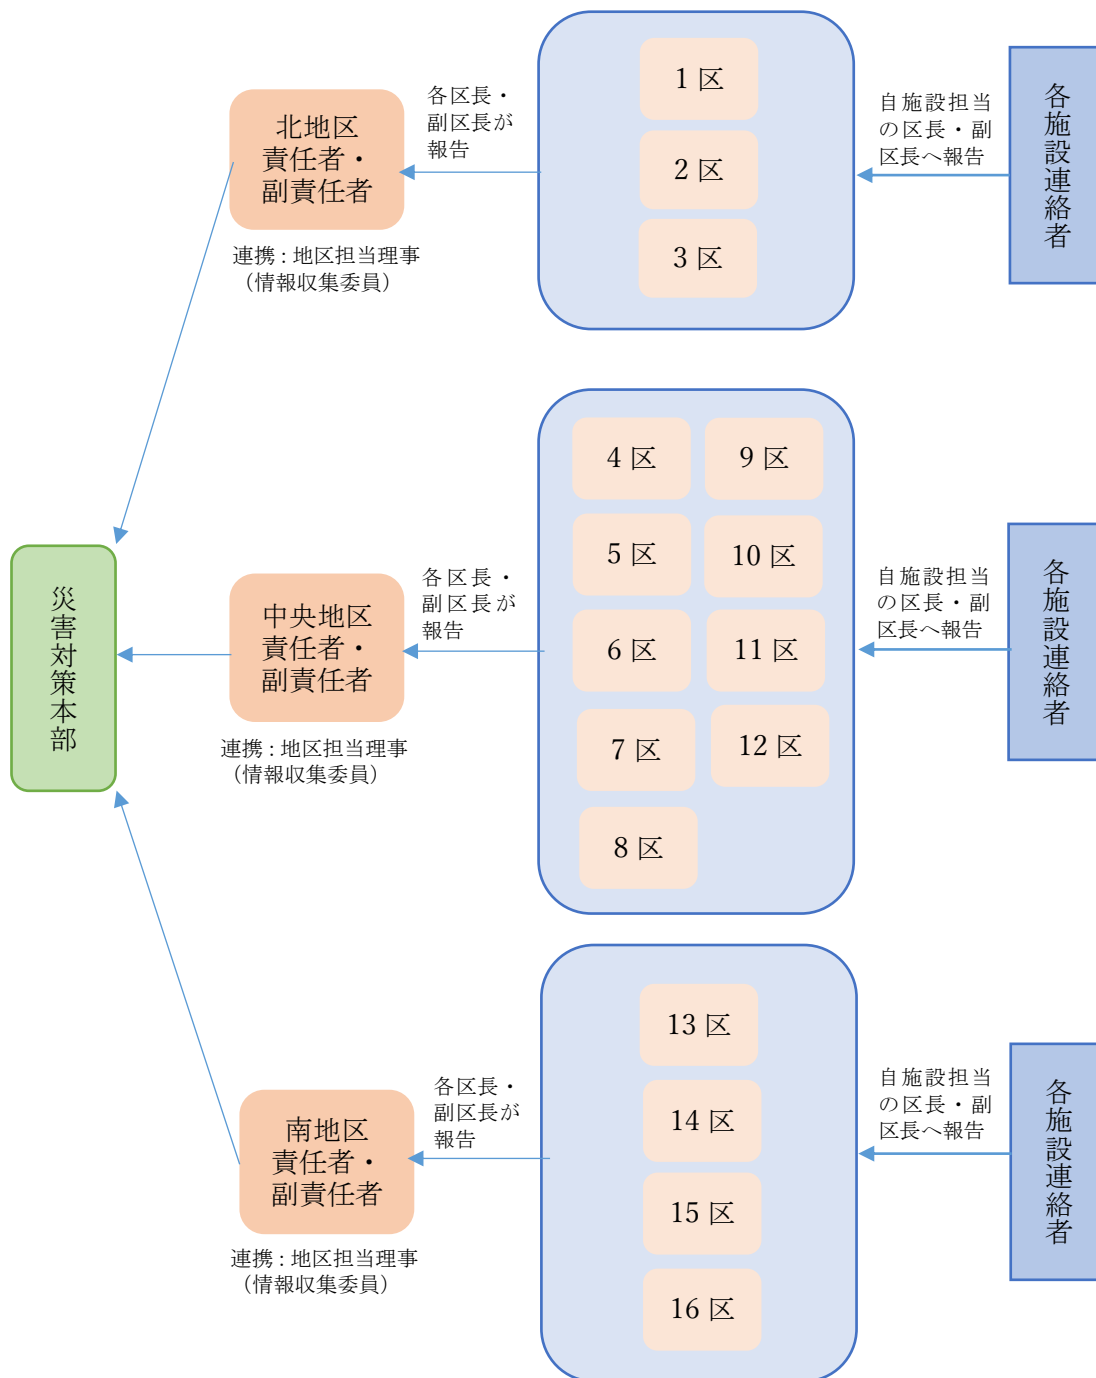 1 区
2 区
3 区
各区長・
副区長が
報告
自施設担当
の区長・副
区長へ報告
各施設連絡者
北地区
責任者・
副責任者
連携：地区担当理事
（情報収集委員）
4 区
9 区
5 区
10 区
6 区
11 区
7 区
12 区
8 区
各区長・
副区長が
報告
自施設担当
の区長・副
区長へ報告
各施設連絡者
災害対策本部
中央地区
責任者・
副責任者
連携：地区担当理事
（情報収集委員）
13 区
14 区
15 区
16 区
各区長・
副区長が
報告
自施設担当
の区長・副
区長へ報告
各施設連絡者
南地区
責任者・
副責任者
連携：地区担当理事
（情報収集委員）